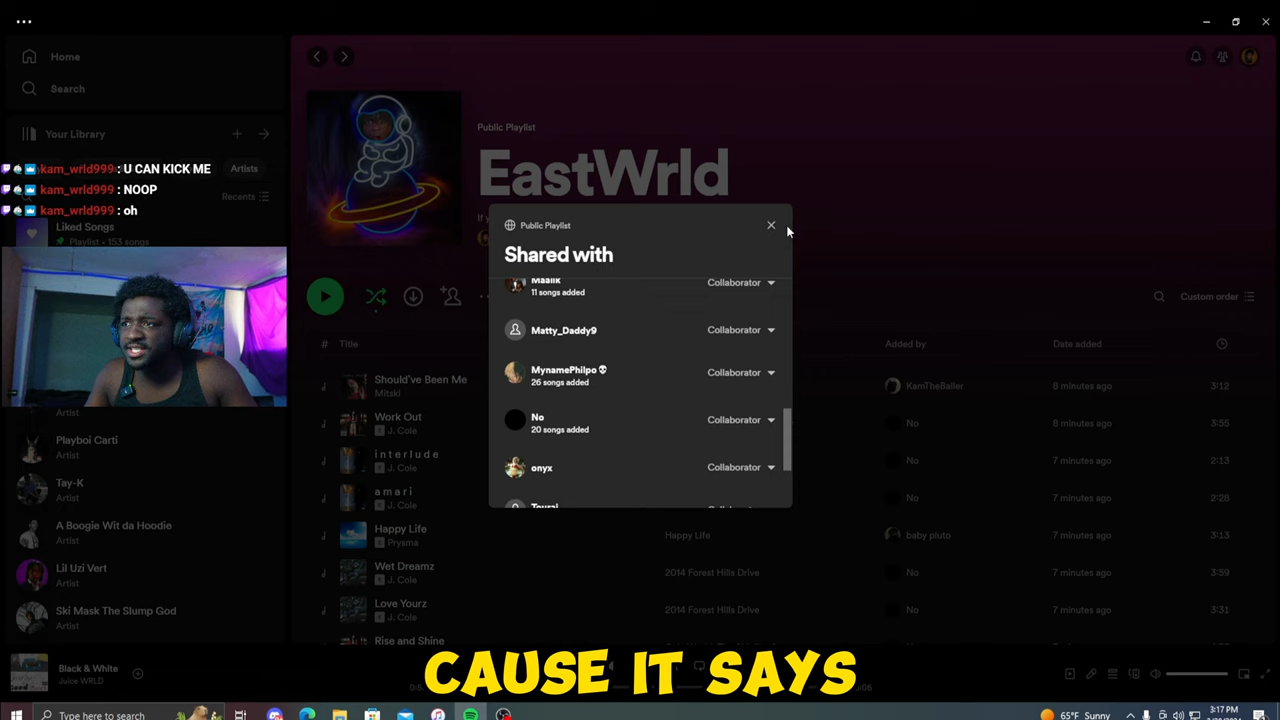 Home
Search
Your Library
kam_wrld999 : U CAN KICK ME
Artists
kam_wrld999 : NOOP
Recents
kam_wrld999 : oh
Liked Songs
Playlist • 153 songs
Artist
Playboi Carti
Artist
Tay-K
Artist
A Boogie Wit da Hoodie
Artist
Lil Uzi Vert
Artist
Ski Mask The Slump God
Artist
Public Playlist
EastWrld
Custom order
# Title
Added by
Date added
Should've Been Me
Mitski
KamTheBaller
8 minutes ago
3:12
Work Out
E J. Cole
No
8 minutes ago
3:55
i n t e r l u d e
E J. Cole
No
7 minutes ago
2:13
a m a r i
E J. Cole
No
7 minutes ago
2:28
Happy Life
E Prysma
Happy Life
baby pluto
7 minutes ago
3:13
Wet Dreamz
E J. Cole
2014 Forest Hills Drive
No
7 minutes ago
3:59
Love Yourz
E J. Cole
2014 Forest Hills Drive
No
7 minutes ago
3:31
Rise and Shine
Public Playlist
Shared with
Maalik
11 songs added
Collaborator
Matty_Daddy9
Collaborator
MynamePhilpo💀
26 songs added
Collaborator
No
20 songs added
Collaborator
onyx
Collaborator
CAUSE IT SAYS
Black & White
Juice WRLD
Type here to search
65°F Sunny
3:17 PM